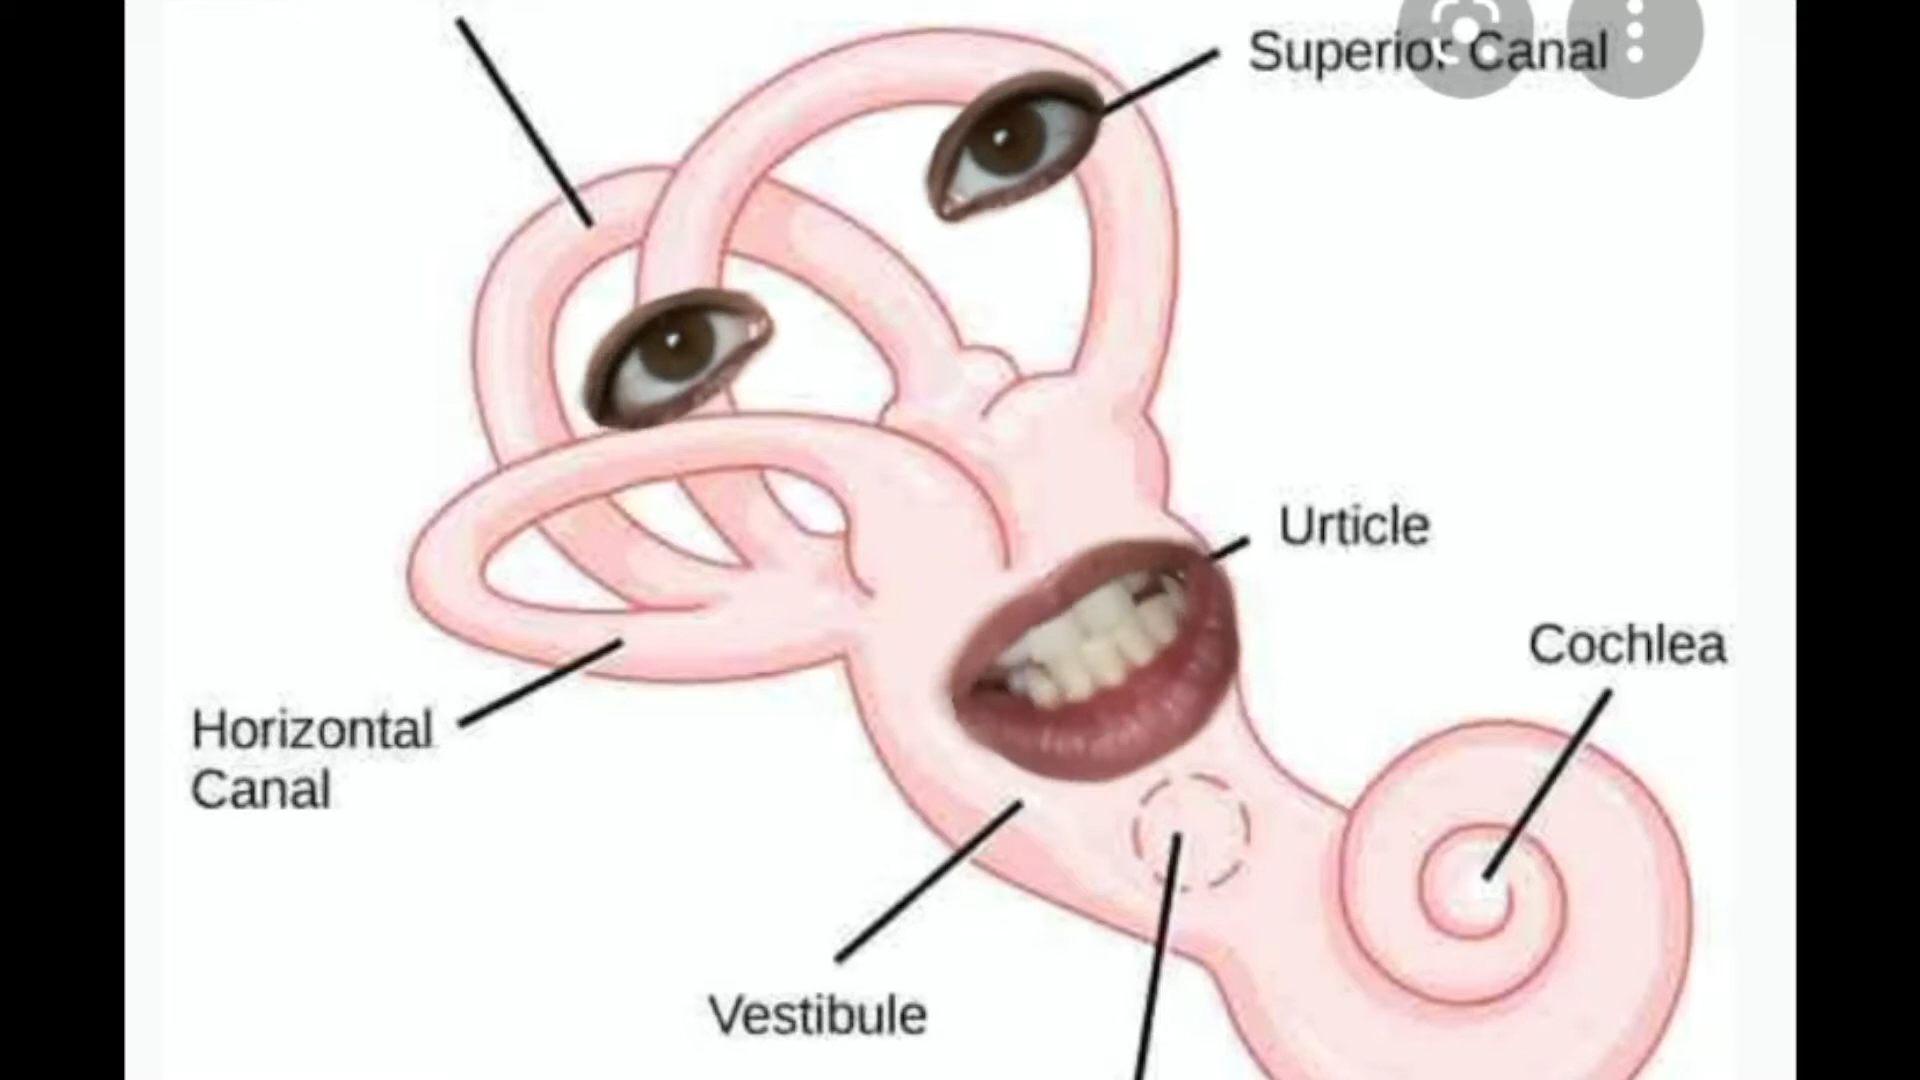 Superior Canal
Urticle
Cochlea
Horizontal
Canal
Vestibule